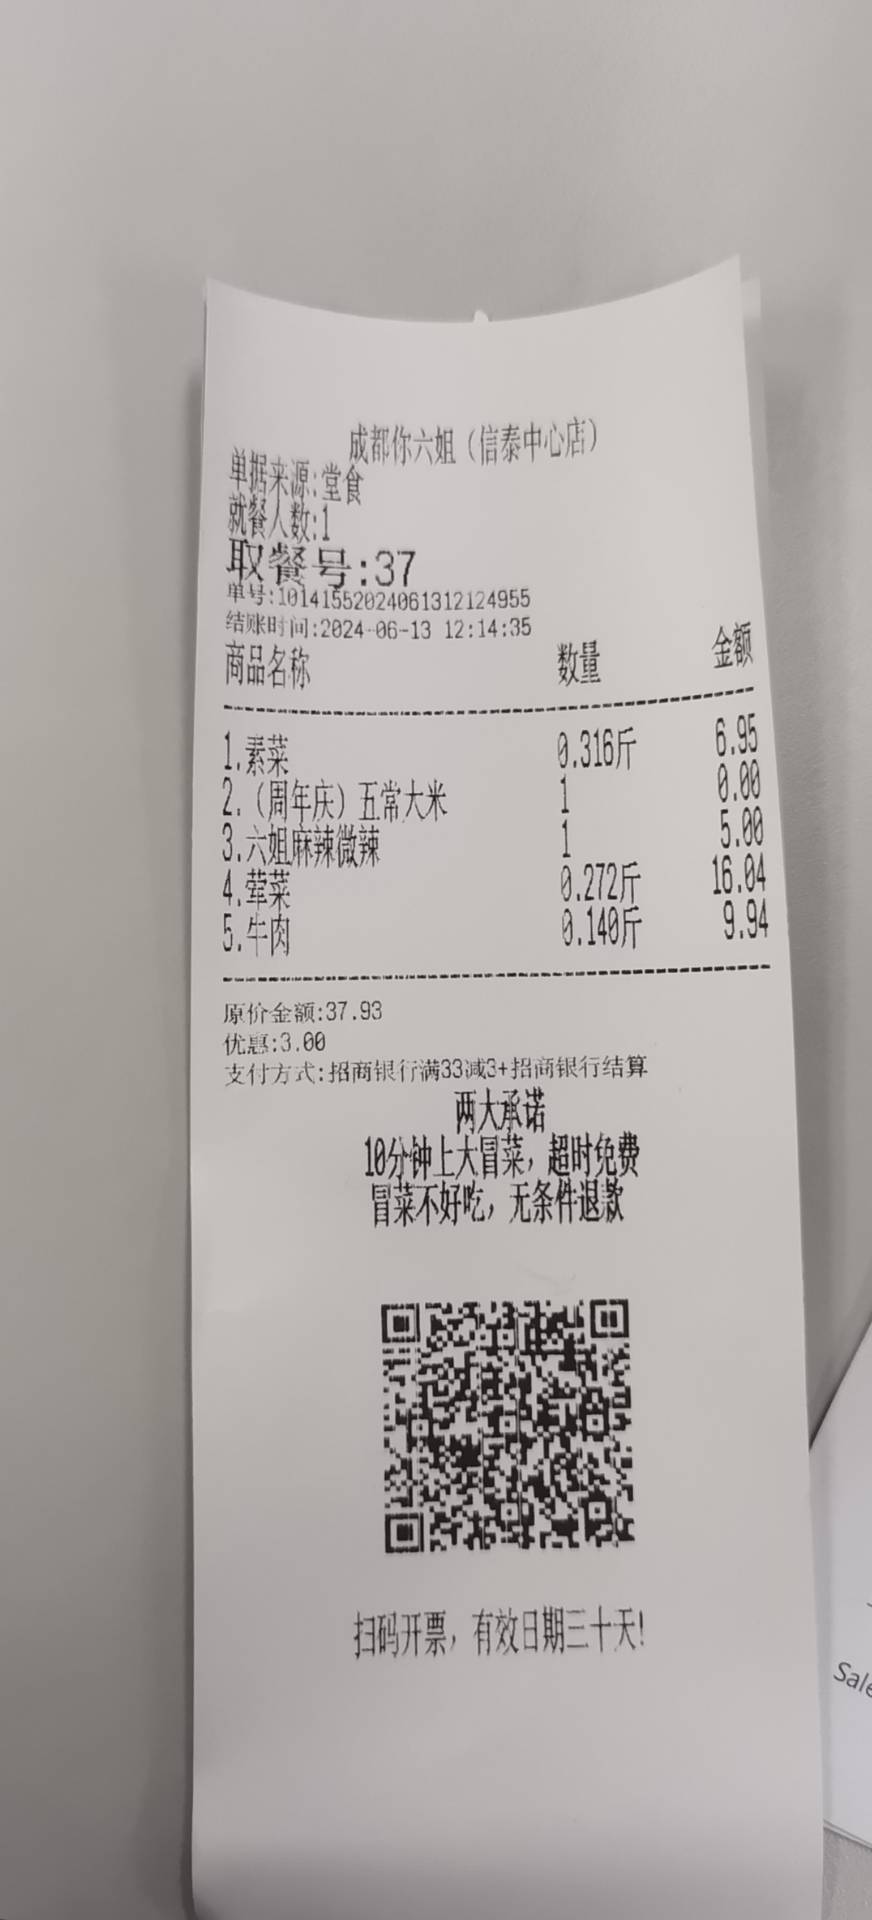 成都你六姐（信泰中心店）
单据来源:堂食
就餐人数:1
取餐号:37
单号:10141552024061312124955
结账时间:2024-06-13 12:14:35
商品名称 数量 金额
1.素菜 0.316斤 6.95
2.（周年庆）五常大米 1 0.00
3.六姐麻辣微辣 1 5.00
4.荤菜 0.272斤 16.04
5.牛肉 0.140斤 9.94
原价金额:37.93
优惠:3.00
支付方式:招商银行满33减3+招商银行结算
两大承诺
10分钟上大冒菜，超时免费
冒菜不好吃，无条件退款
扫码开票，有效日期三十天!
Sale